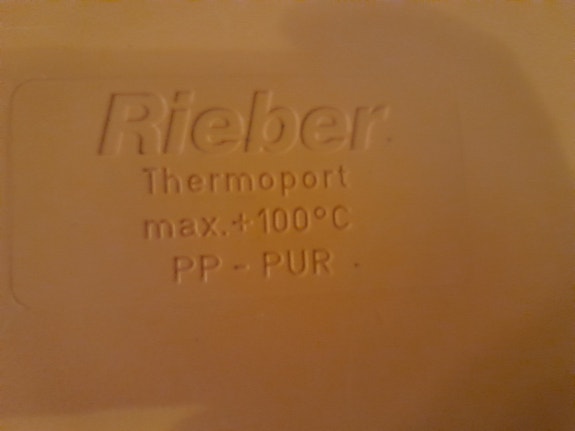 Rieber
Thermoport
max.+100°C
PP - PUR